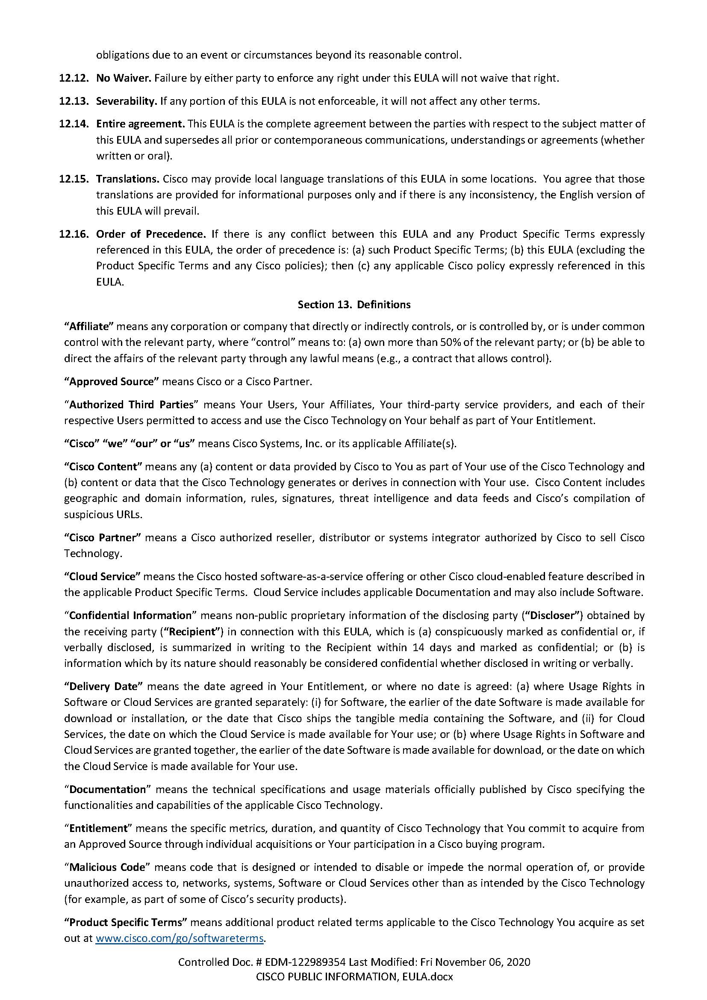 obligations due to an event or circumstances beyond its reasonable control.
12.12. No Waiver. Failure by either party to enforce any right under this EULA will not waive that right.
12.13. Severability. If any portion of this EULA is not enforceable, it will not affect any other terms.
12.14. Entire agreement. This EULA is the complete agreement between the parties with respect to the subject matter of
this EULA and supersedes all prior or contemporaneous communications, understandings or agreements (whether
written or oral).
12.15. Translations. Cisco may provide local language translations of this EULA in some locations. You agree that those
translations are provided for informational purposes only and if there is any inconsistency, the English version of
this EULA will prevail.
12.16. Order of Precedence. If there is any conflict between this EULA and any Product Specific Terms expressly
referenced in this EULA, the order of precedence is: (a) such Product Specific Terms; (b) this EULA (excluding the
Product Specific Terms and any Cisco policies); then (c) any applicable Cisco policy expressly referenced in this
EULA.
Section 13. Definitions
“Affiliate” means any corporation or company that directly or indirectly controls, or is controlled by, or is under common
control with the relevant party, where “control” means to: (a) own more than 50% of the relevant party; or (b) be able to
direct the affairs of the relevant party through any lawful means (e.g., a contract that allows control).
“Approved Source” means Cisco or a Cisco Partner.
“Authorized Third Parties” means Your Users, Your Affiliates, Your third-party service providers, and each of their
respective Users permitted to access and use the Cisco Technology on Your behalf as part of Your Entitlement.
“Cisco” “we” “our” or “us” means Cisco Systems, Inc. or its applicable Affiliate(s).
“Cisco Content” means any (a) content or data provided by Cisco to You as part of Your use of the Cisco Technology and
(b) content or data that the Cisco Technology generates or derives in connection with Your use. Cisco Content includes
geographic and domain information, rules, signatures, threat intelligence and data feeds and Cisco’s compilation of
suspicious URLs.
“Cisco Partner” means a Cisco authorized reseller, distributor or systems integrator authorized by Cisco to sell Cisco
Technology.
“Cloud Service” means the Cisco hosted software-as-a-service offering or other Cisco cloud-enabled feature described in
the applicable Product Specific Terms. Cloud Service includes applicable Documentation and may also include Software.
“Confidential Information” means non-public proprietary information of the disclosing party (“Discloser”) obtained by
the receiving party (“Recipient”) in connection with this EULA, which is (a) conspicuously marked as confidential or, if
verbally disclosed, is summarized in writing to the Recipient within 14 days and marked as confidential; or (b) is
information which by its nature should reasonably be considered confidential whether disclosed in writing or verbally.
“Delivery Date” means the date agreed in Your Entitlement, or where no date is agreed: (a) where Usage Rights in
Software or Cloud Services are granted separately: (i) for Software, the earlier of the date Software is made available for
download or installation, or the date that Cisco ships the tangible media containing the Software, and (ii) for Cloud
Services, the date on which the Cloud Service is made available for Your use; or (b) where Usage Rights in Software and
Cloud Services are granted together, the earlier of the date Software is made available for download, or the date on which
the Cloud Service is made available for Your use.
“Documentation” means the technical specifications and usage materials officially published by Cisco specifying the
functionalities and capabilities of the applicable Cisco Technology.
“Entitlement” means the specific metrics, duration, and quantity of Cisco Technology that You commit to acquire from
an Approved Source through individual acquisitions or Your participation in a Cisco buying program.
“Malicious Code” means code that is designed or intended to disable or impede the normal operation of, or provide
unauthorized access to, networks, systems, Software or Cloud Services other than as intended by the Cisco Technology
(for example, as part of some of Cisco’s security products).
“Product Specific Terms” means additional product related terms applicable to the Cisco Technology You acquire as set
out at www.cisco.com/go/softwareterms.
Controlled Doc. # EDM-122989354 Last Modified: Fri November 06, 2020
CISCO PUBLIC INFORMATION, EULA.docx